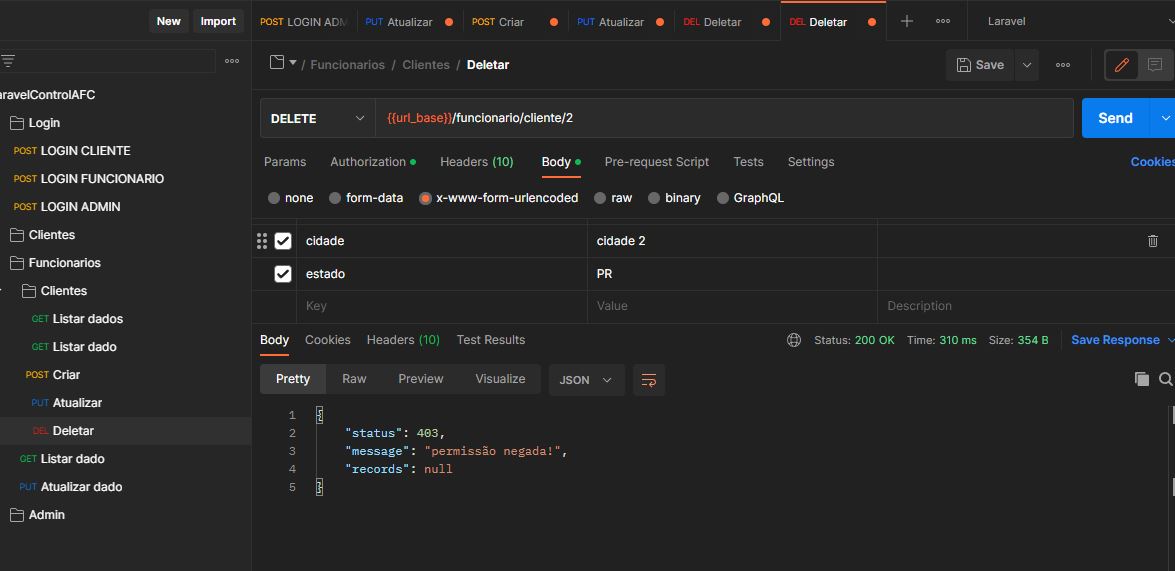 New Import POST LOGIN ADM PUT Atualizar POST Criar PUT Atualizar DEL Deletar DEL Deletar Laravel
/ Funcionarios / Clientes / Deletar Save
aravelControlAFC
Login
POST LOGIN CLIENTE
POST LOGIN FUNCIONARIO
POST LOGIN ADMIN
Clientes
Funcionarios
Clientes
GET Listar dados
GET Listar dado
POST Criar
PUT Atualizar
DEL Deletar
GET Listar dado
PUT Atualizar dado
Admin
DELETE {{url_base}}/funcionario/cliente/2 Send
Params Authorization Headers (10) Body Pre-request Script Tests Settings Cookies
none form-data x-www-form-urlencoded raw binary GraphQL
cidade cidade 2
estado PR
Key Value Description
Body Cookies Headers (10) Test Results Status: 200 OK Time: 310 ms Size: 354 B Save Response
Pretty Raw Preview Visualize JSON
1 {
2 "status": 403,
3 "message": "permissão negada!",
4 "records": null
5 }